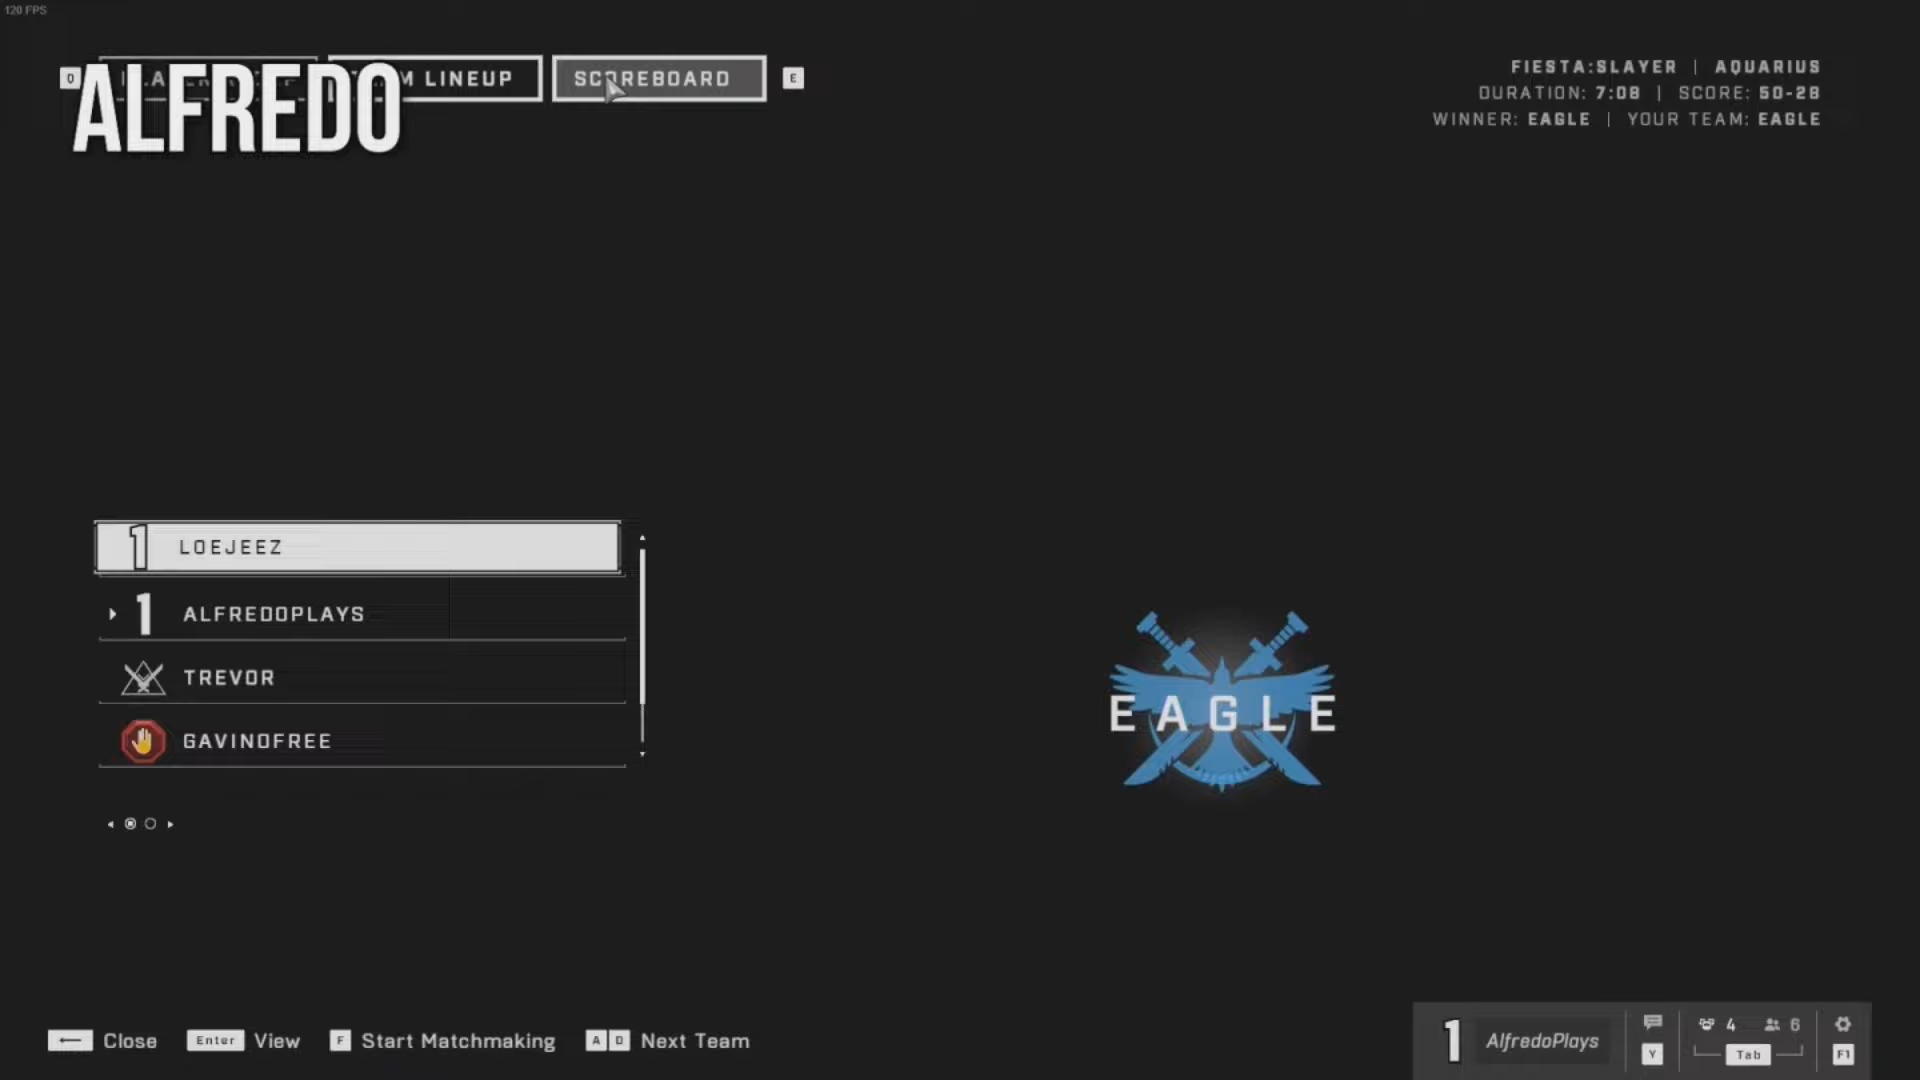 120 FPS
Q
ALFREDO
LINEUP
SCOREBOARD
E
FIESTA:SLAYER | AQUARIUS
DURATION: 7:08 | SCORE: 50-28
WINNER: EAGLE | YOUR TEAM: EAGLE
1 LOEJEEZ
1 ALFREDOPLAYS
TREVOR
GAVINOFREE
EAGLE
Close
Enter View
F Start Matchmaking
A D Next Team
1 AlfredoPlays
Y
4 6
Tab
F1